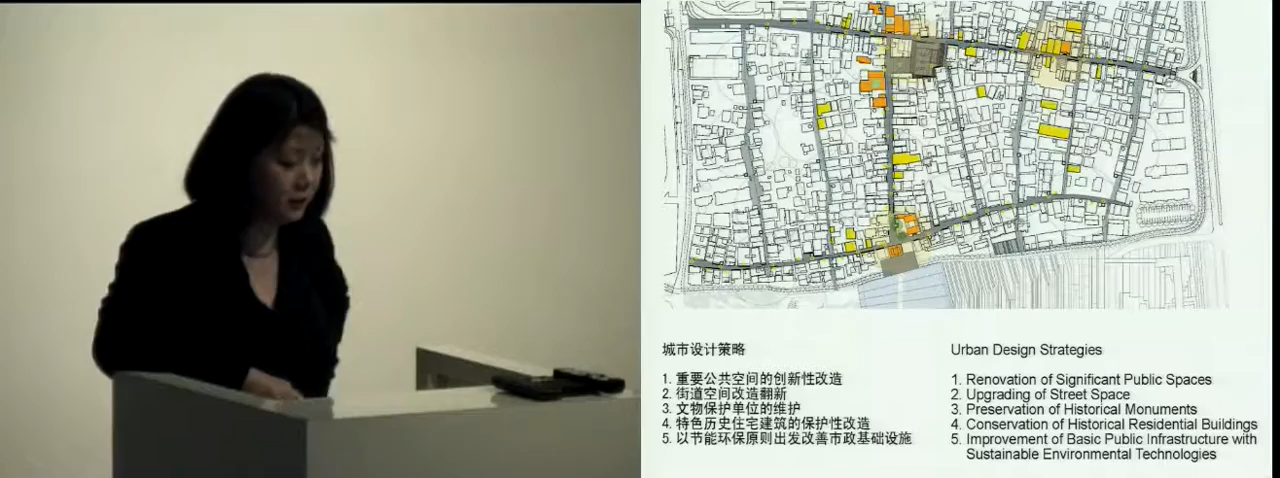 城市设计策略
1. 重要公共空间的创新性改造
2. 街道空间改造翻新
3. 文物保护单位的维护
4. 特色历史住宅建筑的保护性改造
5. 以节能环保原则出发改善市政基础设施
Urban Design Strategies
1. Renovation of Significant Public Spaces
2. Upgrading of Street Space
3. Preservation of Historical Monuments
4. Conservation of Historical Residential Buildings
5. Improvement of Basic Public Infrastructure with
Sustainable Environmental Technologies